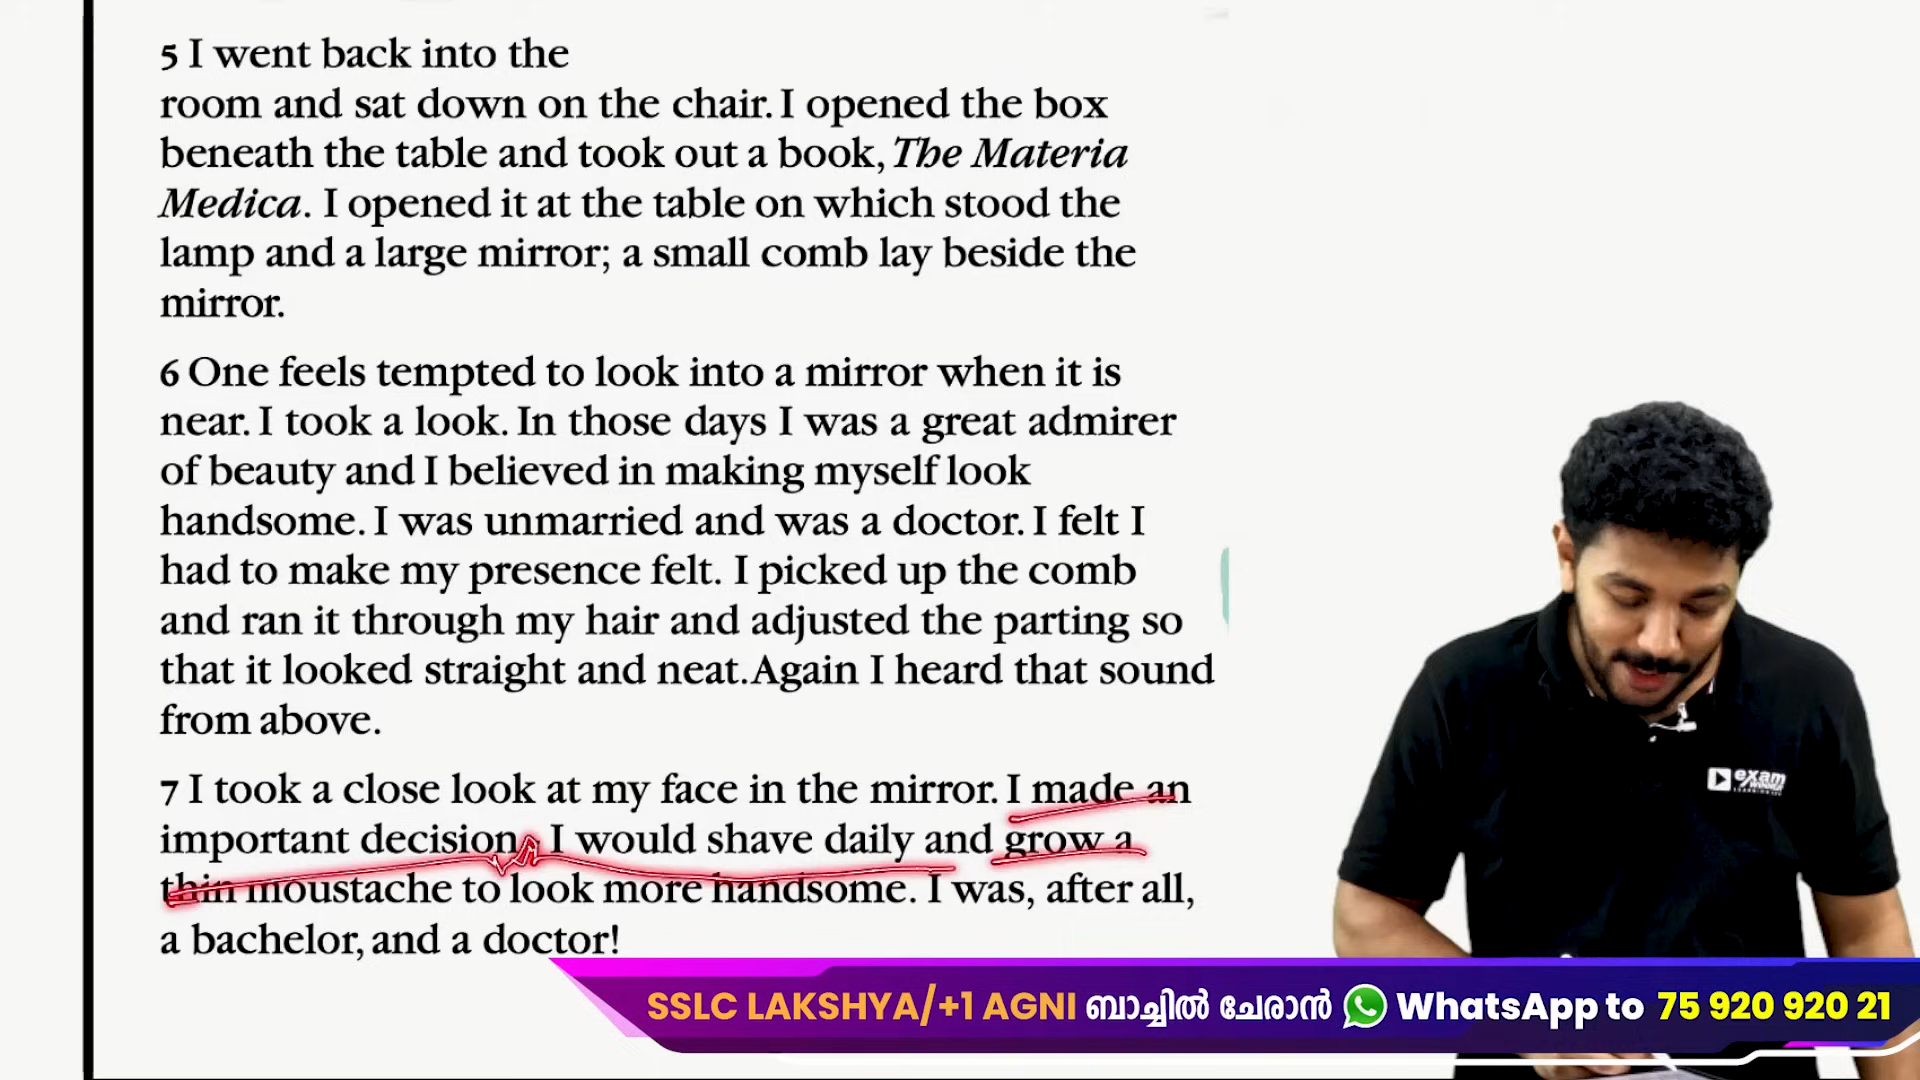 5 I went back into the
room and sat down on the chair. I opened the box
beneath the table and took out a book, The Materia
Medica. I opened it at the table on which stood the
lamp and a large mirror; a small comb lay beside the
mirror.
6 One feels tempted to look into a mirror when it is
near. I took a look. In those days I was a great admirer
of beauty and I believed in making myself look
handsome. I was unmarried and was a doctor. I felt I
had to make my presence felt. I picked up the comb
and ran it through my hair and adjusted the parting so
that it looked straight and neat. Again I heard that sound
from above.
7 I took a close look at my face in the mirror. I made an
important decision I would shave daily and grow a
thin moustache to look more handsome. I was, after all,
a bachelor, and a doctor!
exam
WINNER
SSLC LAKSHYA/+1 AGNI ബാച്ചിൽ ചേരാൻ WhatsApp to 75 920 920 21